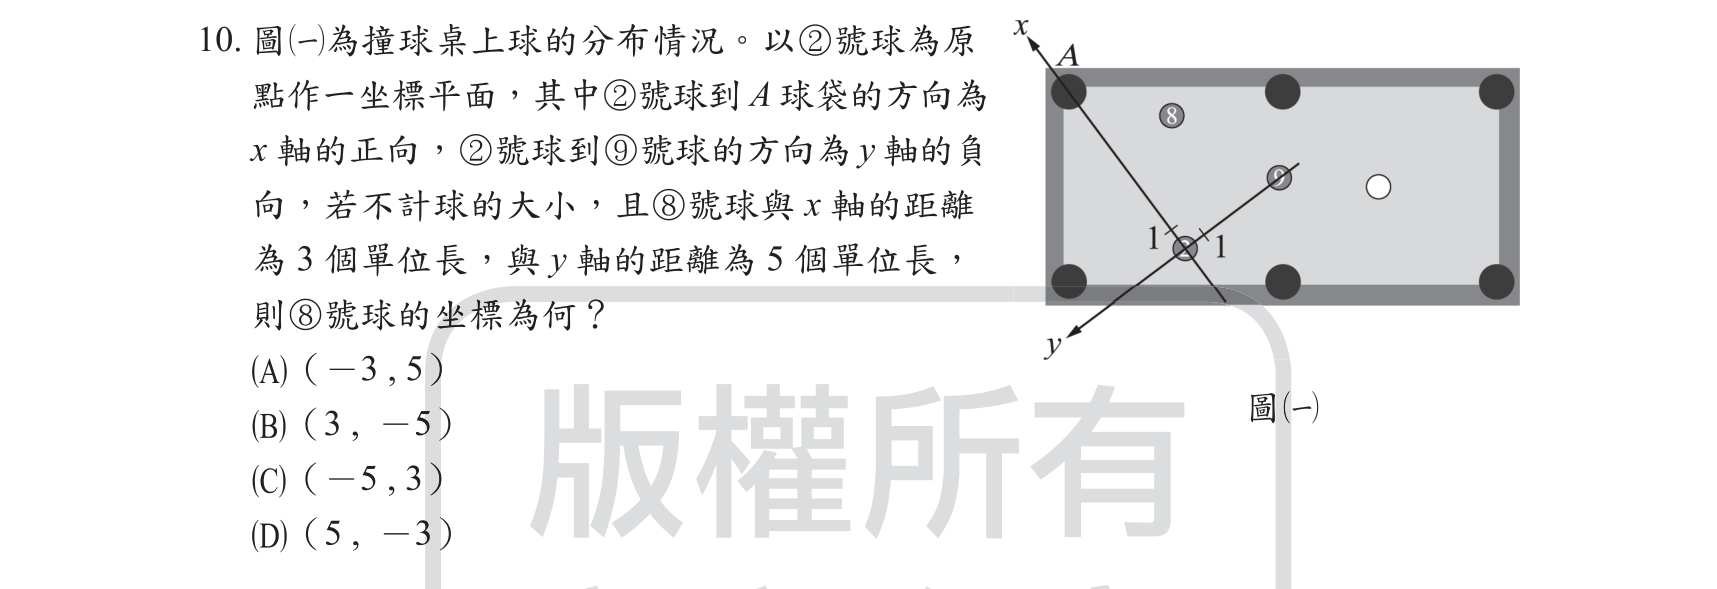 10. 圖㈠為撞球桌上球的分布情況。以②號球為原
點作一坐標平面，其中②號球到 A 球袋的方向為
x 軸的正向，②號球到⑨號球的方向為 y 軸的負
向，若不計球的大小，且⑧號球與 x 軸的距離
為 3 個單位長，與 y 軸的距離為 5 個單位長，
則⑧號球的坐標為何？
(A)（－3 , 5）
(B)（3 , －5）
(C)（－5 , 3）
(D)（5 , －3）
x
A
8
9
1
2
1
y
圖㈠
版權所有